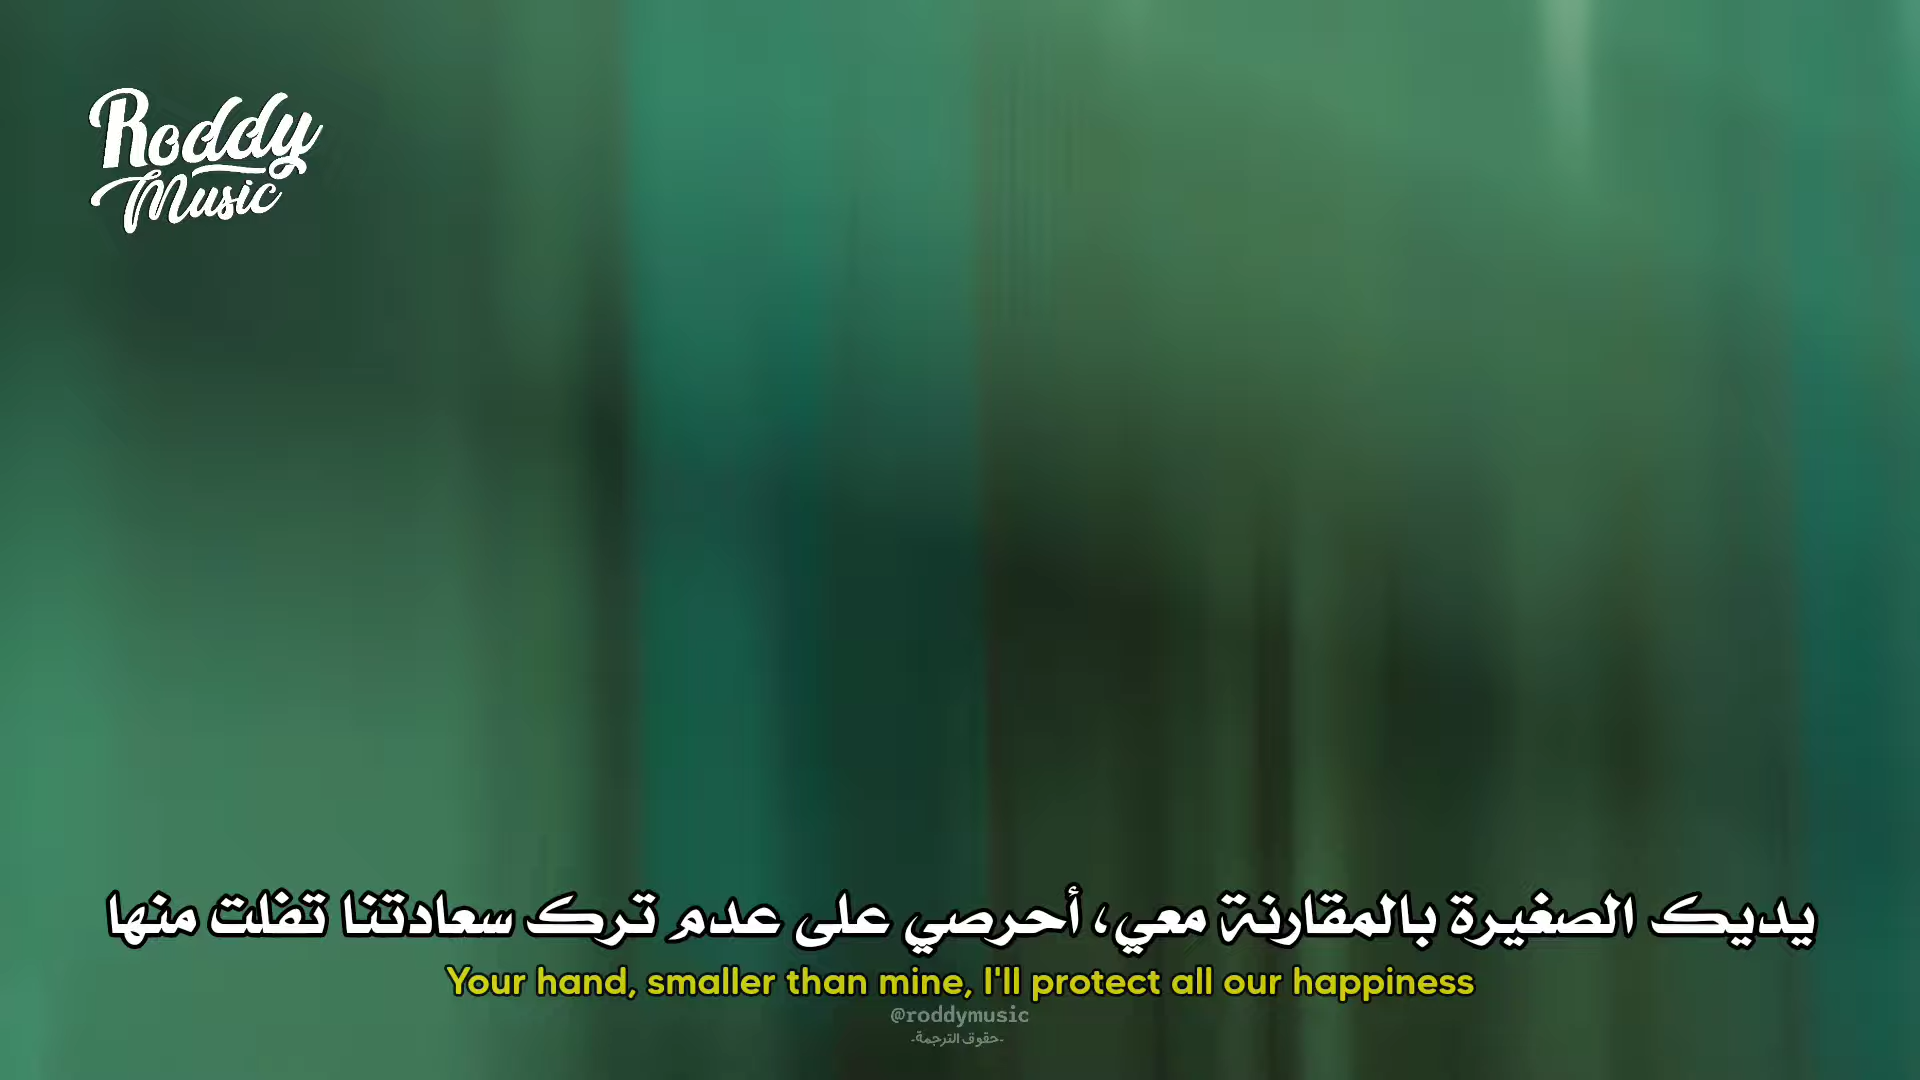 Roddy
Music
يديك الصغيرة بالمقارنة معي، أحرصي على عدم ترك سعادتنا تفلت منها
Your hand, smaller than mine, I'll protect all our happiness
@roddymusic
-حقوق الترجمة-